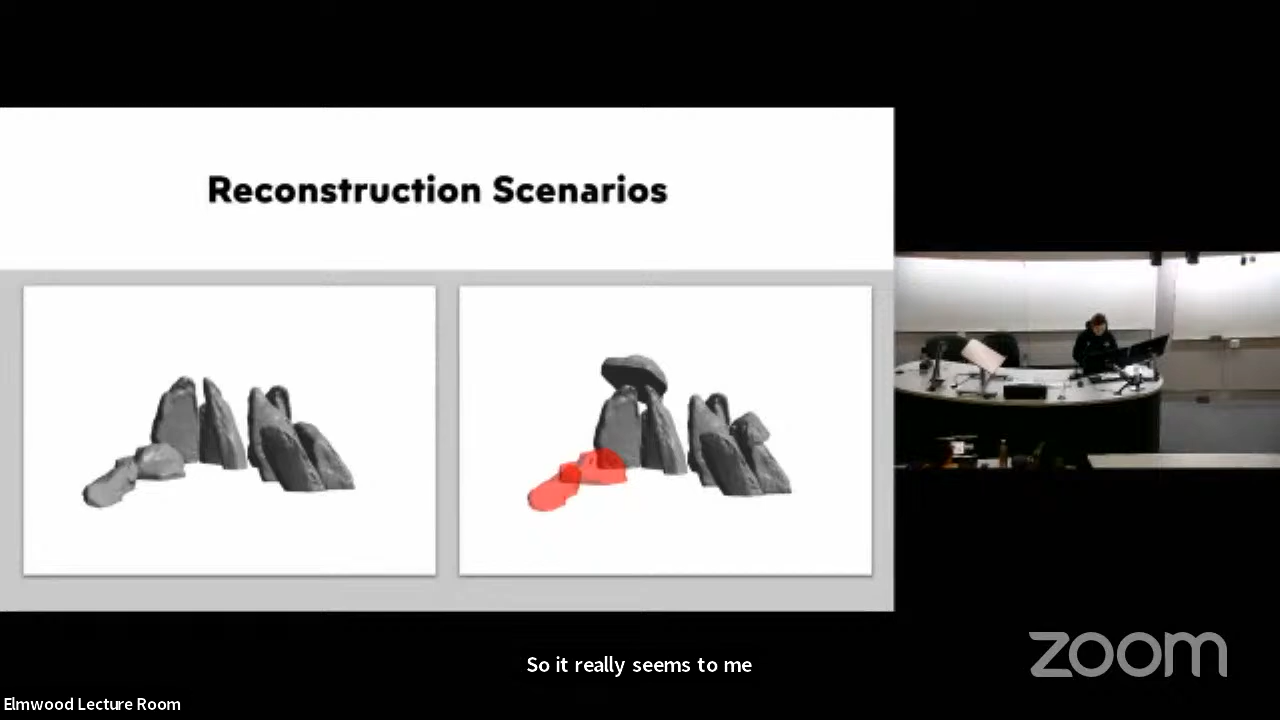 Reconstruction Scenarios
So it really seems to me
zoom
Elmwood Lecture Room